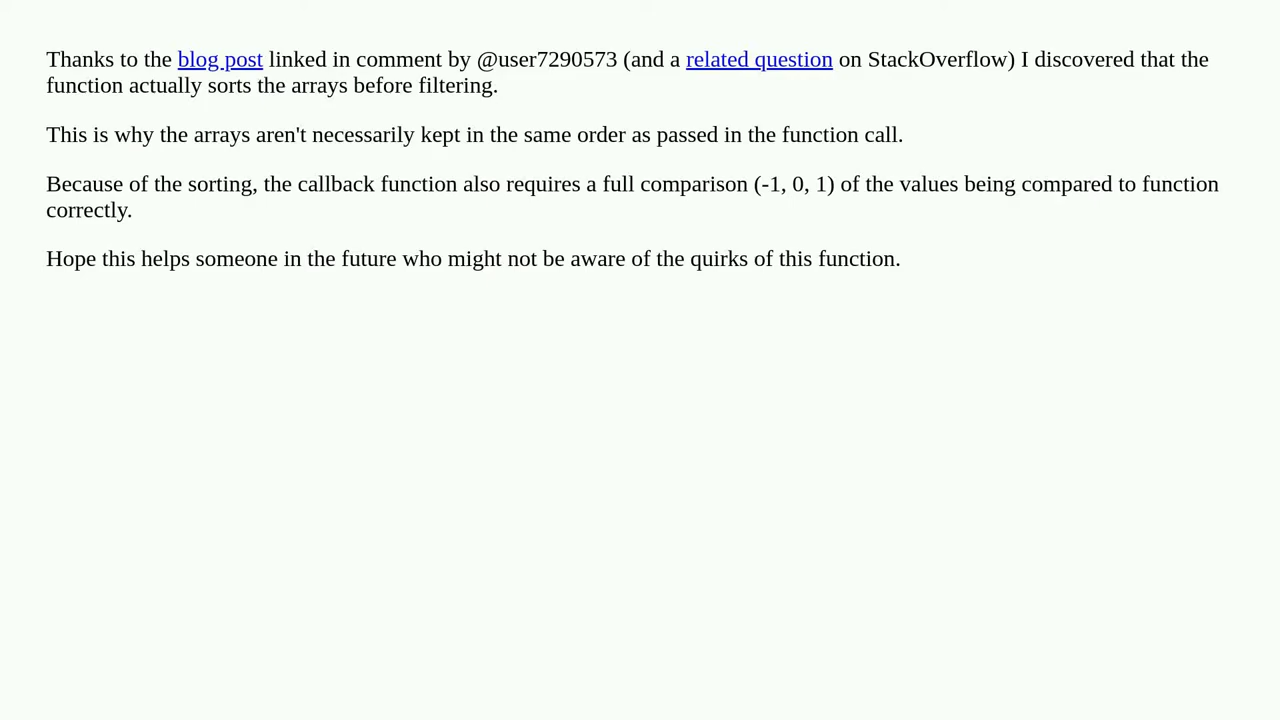 Thanks to the blog post linked in comment by @user7290573 (and a related question on StackOverflow) I discovered that the
function actually sorts the arrays before filtering.
This is why the arrays aren't necessarily kept in the same order as passed in the function call.
Because of the sorting, the callback function also requires a full comparison (-1, 0, 1) of the values being compared to function
correctly.
Hope this helps someone in the future who might not be aware of the quirks of this function.